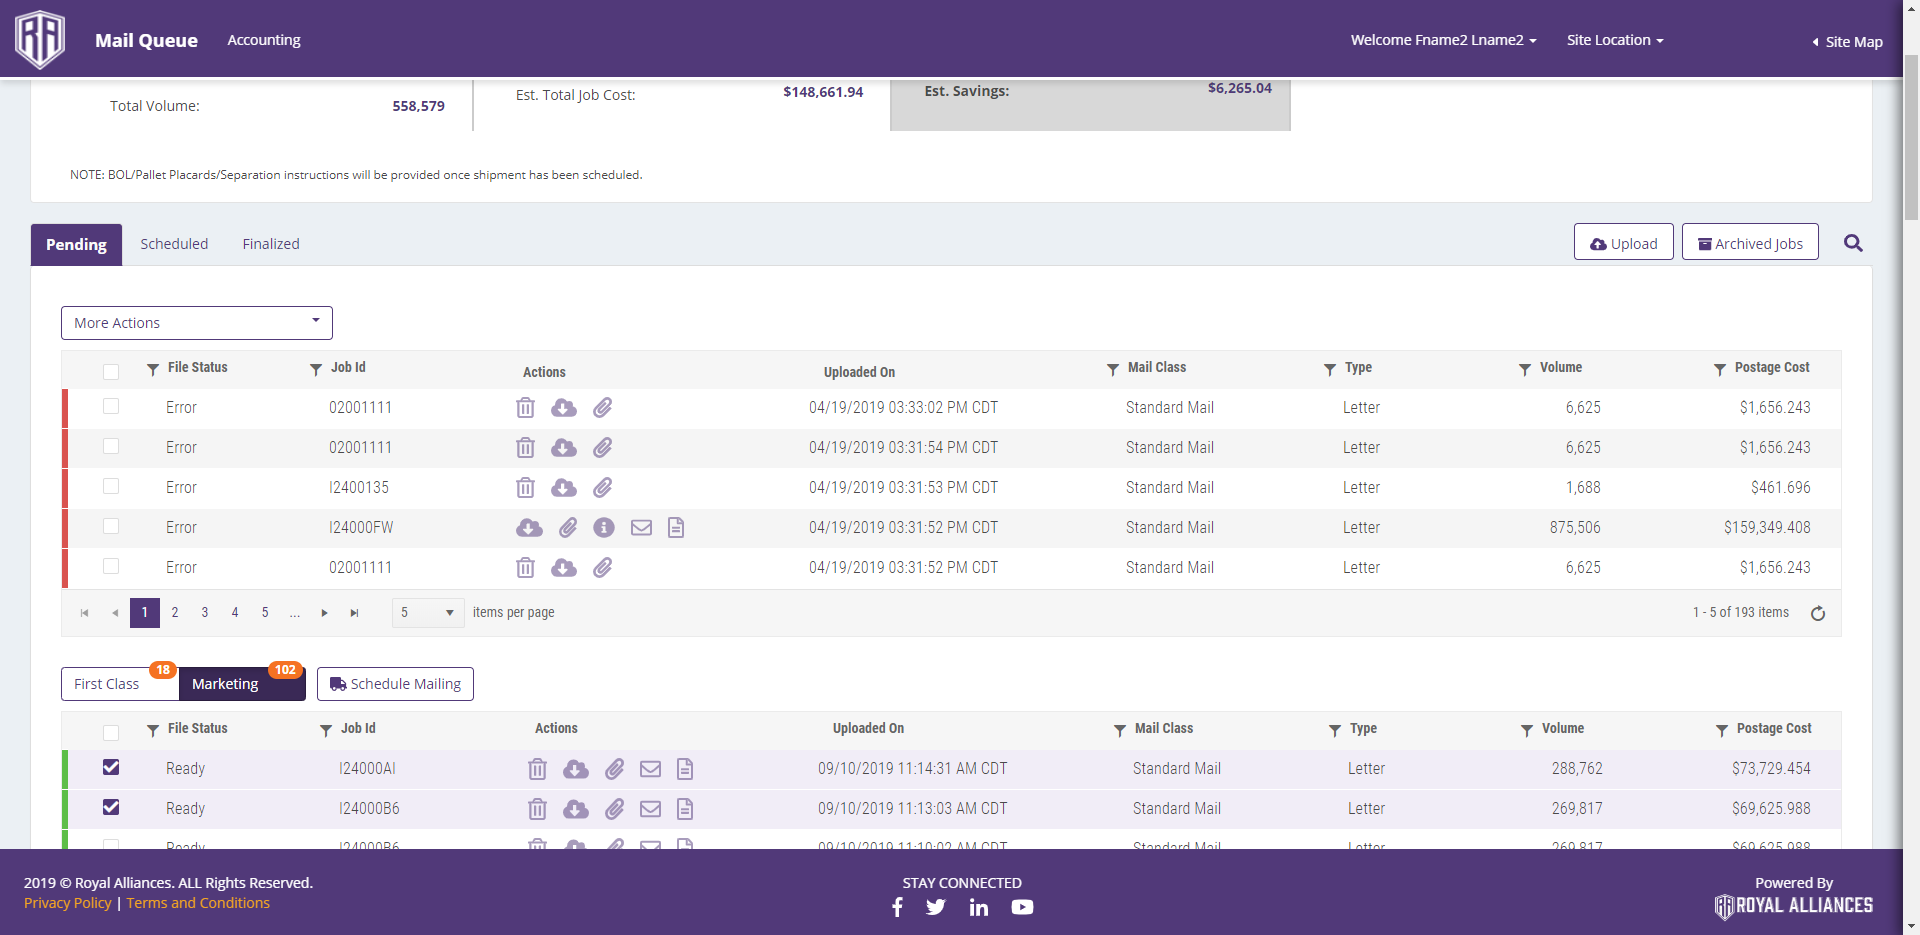 RA Mail Queue Accounting Welcome Fname2 Lname2 Site Location Site Map
Total Volume: 558,579 Est. Total Job Cost: $148,661.94 Est. Savings: $6,265.04
NOTE: BOL/Pallet Placards/Separation instructions will be provided once shipment has been scheduled.
Pending Scheduled Finalized Upload Archived Jobs
More Actions
File Status Job Id Actions Uploaded On Mail Class Type Volume Postage Cost
Error 02001111 04/19/2019 03:33:02 PM CDT Standard Mail Letter 6,625 $1,656.243
Error 02001111 04/19/2019 03:31:54 PM CDT Standard Mail Letter 6,625 $1,656.243
Error I2400135 04/19/2019 03:31:53 PM CDT Standard Mail Letter 1,688 $461.696
Error I24000FW 04/19/2019 03:31:52 PM CDT Standard Mail Letter 875,506 $159,349.408
Error 02001111 04/19/2019 03:31:52 PM CDT Standard Mail Letter 6,625 $1,656.243
1 2 3 4 5 ... 5 items per page 1 - 5 of 193 items
First Class 18 Marketing 102 Schedule Mailing
File Status Job Id Actions Uploaded On Mail Class Type Volume Postage Cost
Ready I24000AI 09/10/2019 11:14:31 AM CDT Standard Mail Letter 288,762 $73,729.454
Ready I24000B6 09/10/2019 11:13:03 AM CDT Standard Mail Letter 269,817 $69,625.988
Ready I24000B6 09/10/2019 11:10:02 AM CDT Standard Mail Letter 269,817 $69,625.988
2019 © Royal Alliances. ALL Rights Reserved. STAY CONNECTED Powered By
Privacy Policy | Terms and Conditions RA ROYAL ALLIANCES